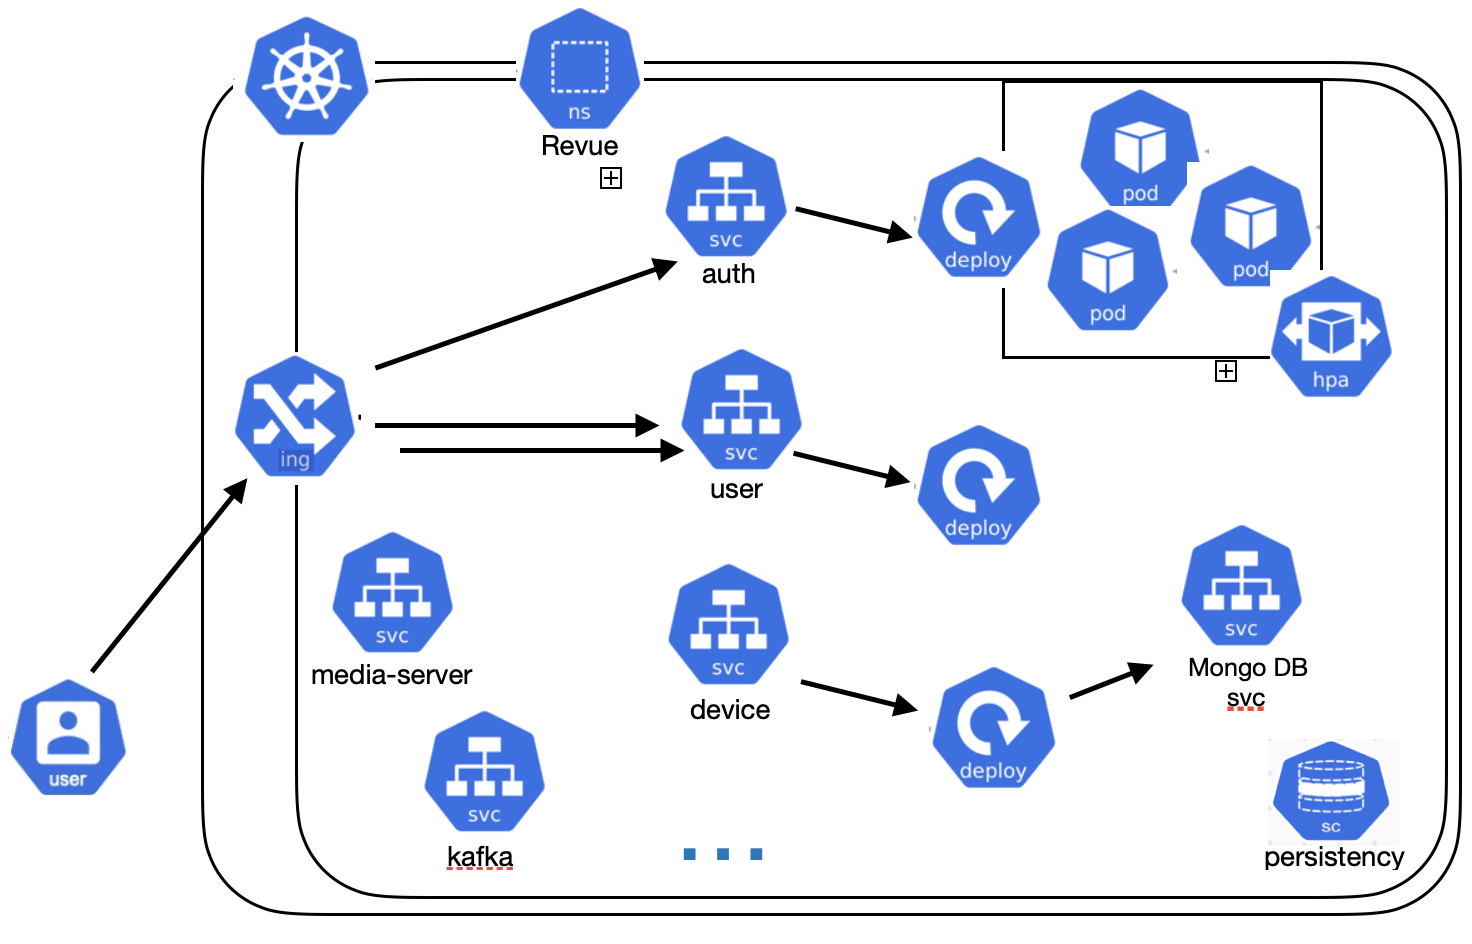 ns
Revue
svc
auth
deploy
pod
pod
pod
hpa
ing
svc
user
deploy
svc
media-server
svc
device
deploy
svc
Mongo DB
svc
user
svc
kafka
sc
persistency